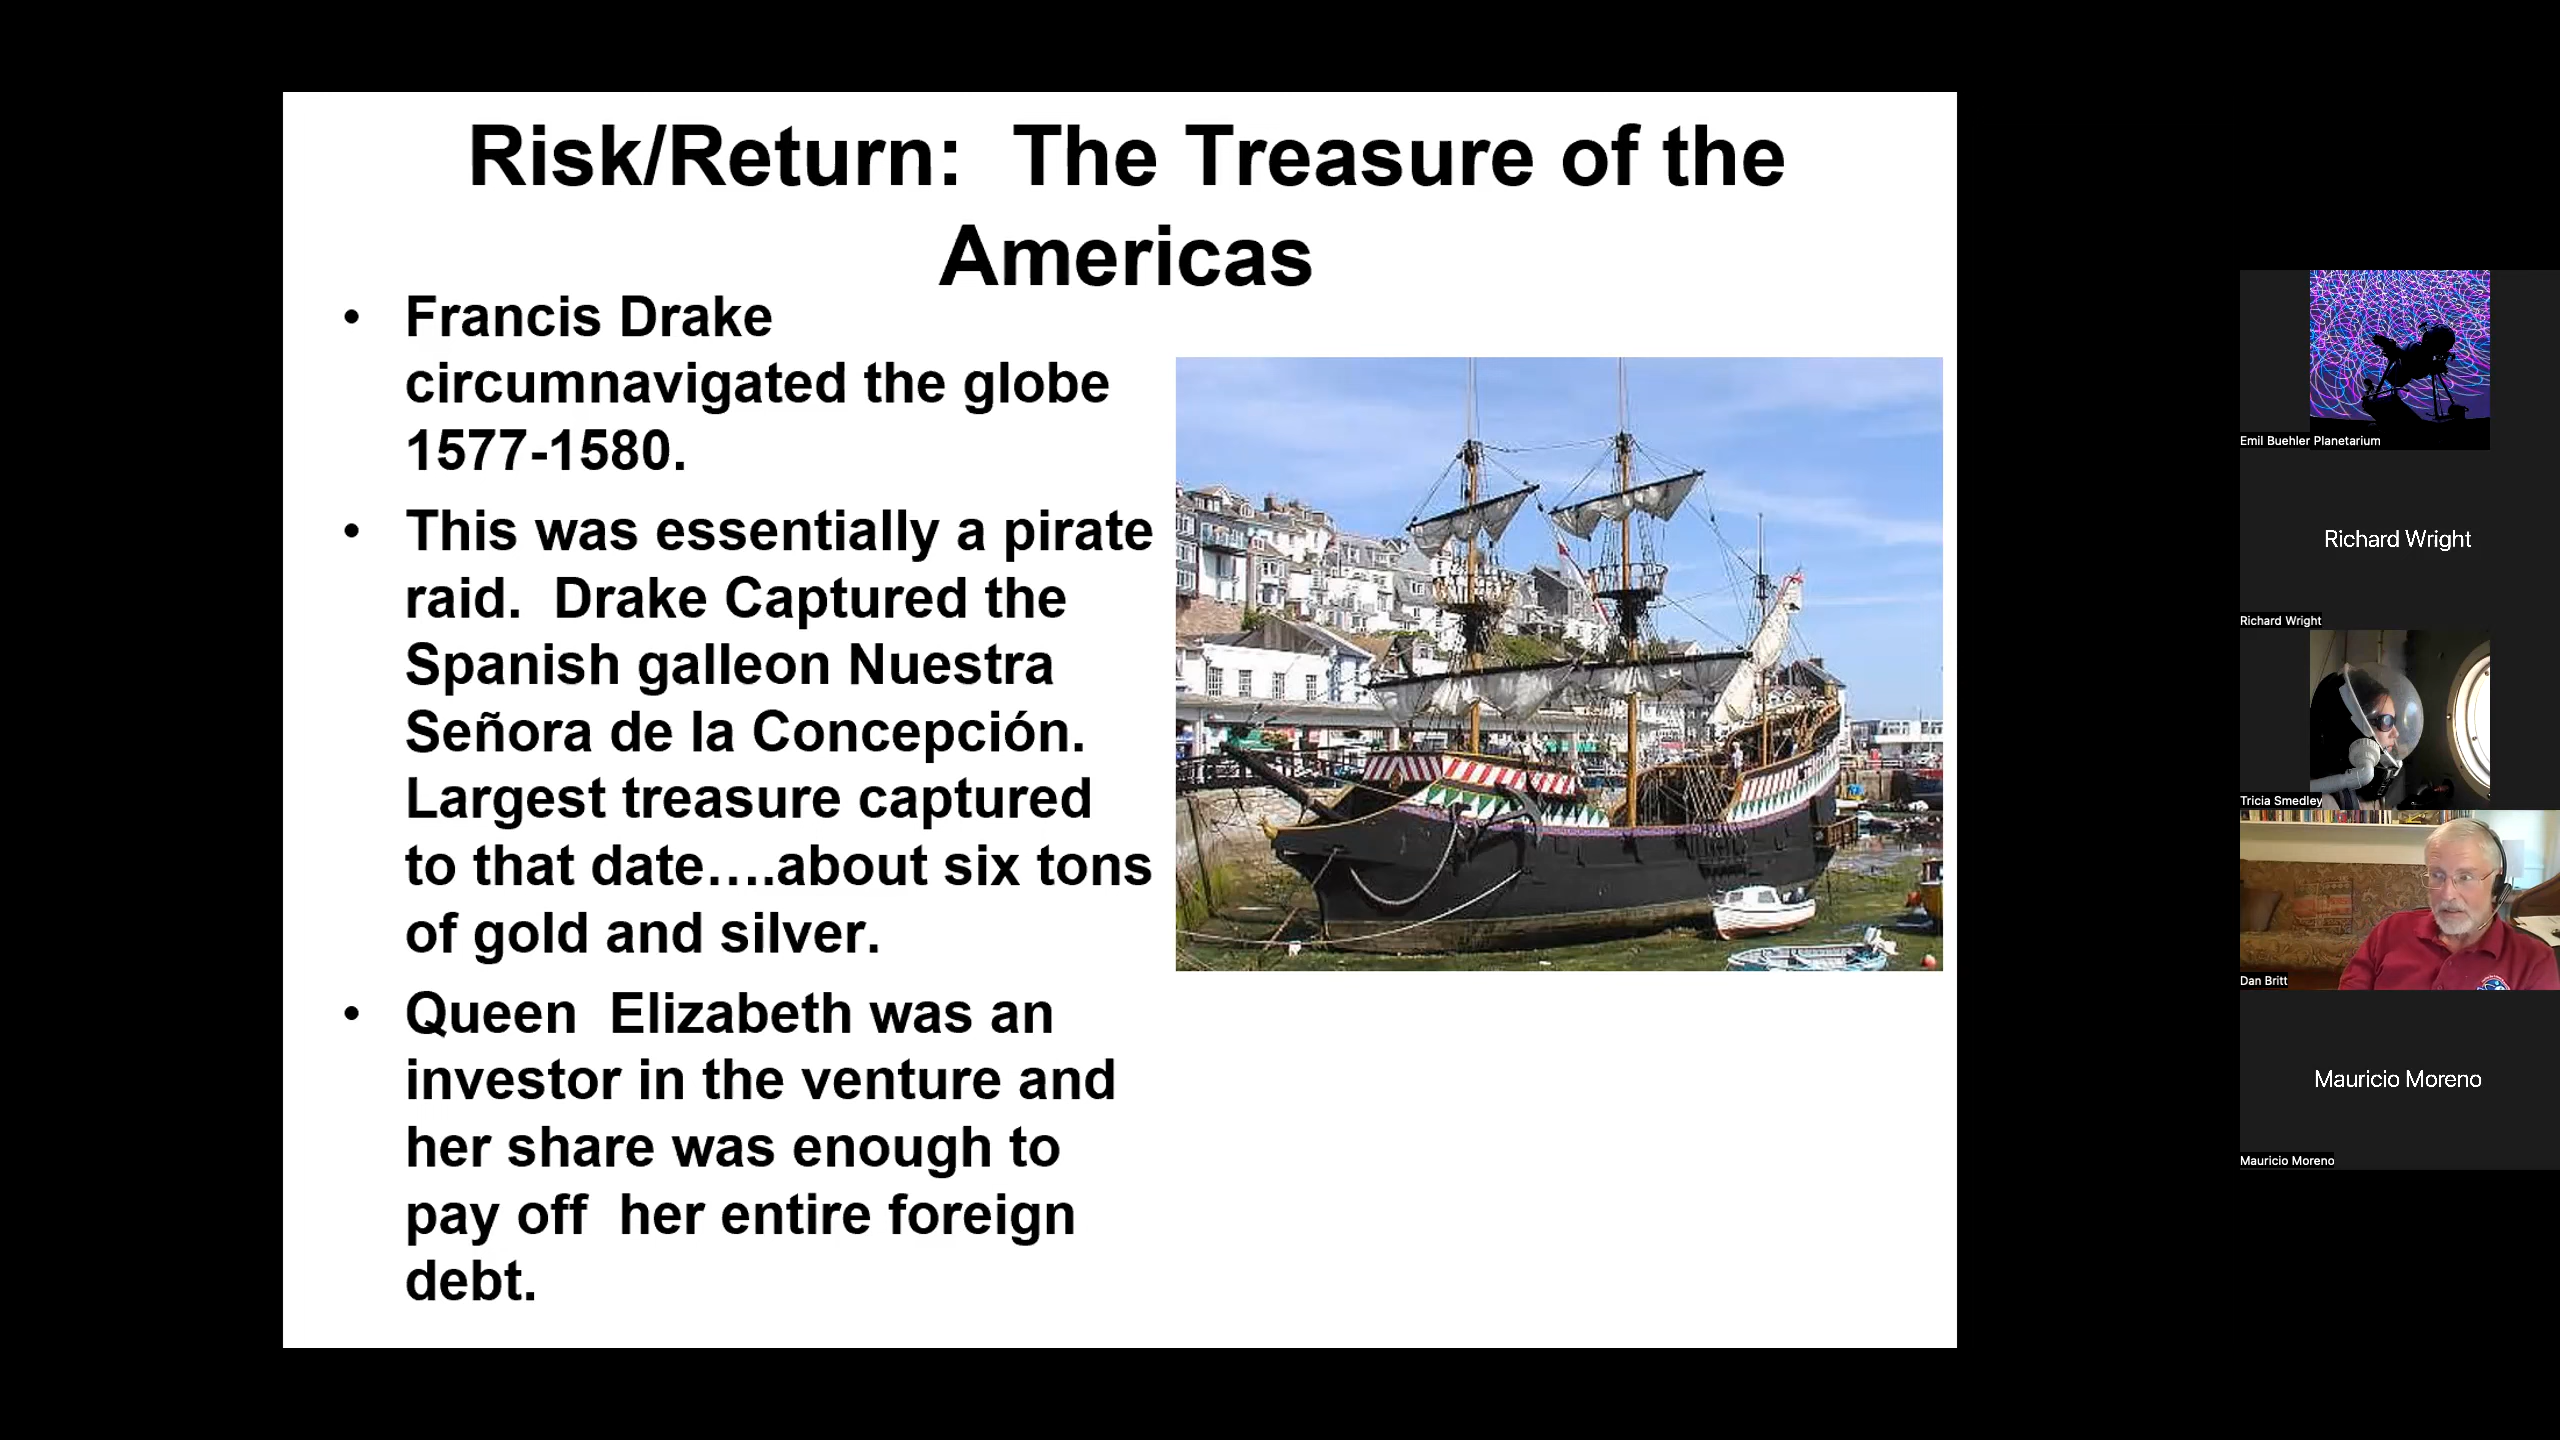 Risk/Return:  The Treasure of the
Americas
• Francis Drake
circumnavigated the globe
1577-1580.
• This was essentially a pirate
raid.  Drake Captured the
Spanish galleon Nuestra
Señora de la Concepción.
Largest treasure captured
to that date….about six tons
of gold and silver.
• Queen  Elizabeth was an
investor in the venture and
her share was enough to
pay off  her entire foreign
debt.
Emil Buehler Planetarium
Richard Wright
Richard Wright
Tricia Smedley
Dan Britt
Mauricio Moreno
Mauricio Moreno